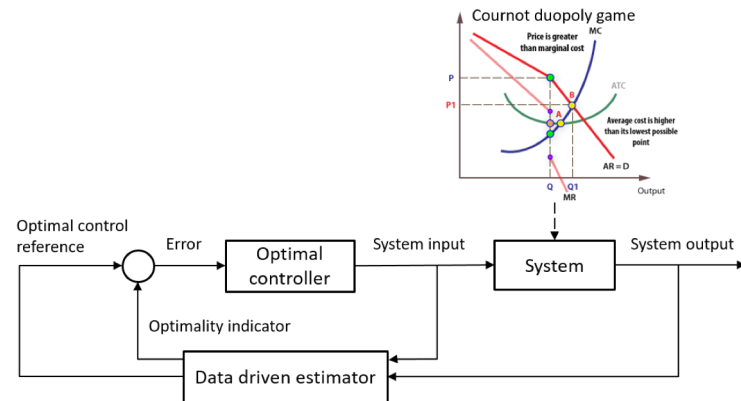 Cournot duopoly game
Price is greater
than marginal cost
MC
P
ATC
P1
B
A
Average cost is higher
than its lowest possible
point
AR = D
Q
Q1
Output
MR
Optimal control
reference
Error
Optimal
controller
System input
System
System output
Optimality indicator
Data driven estimator